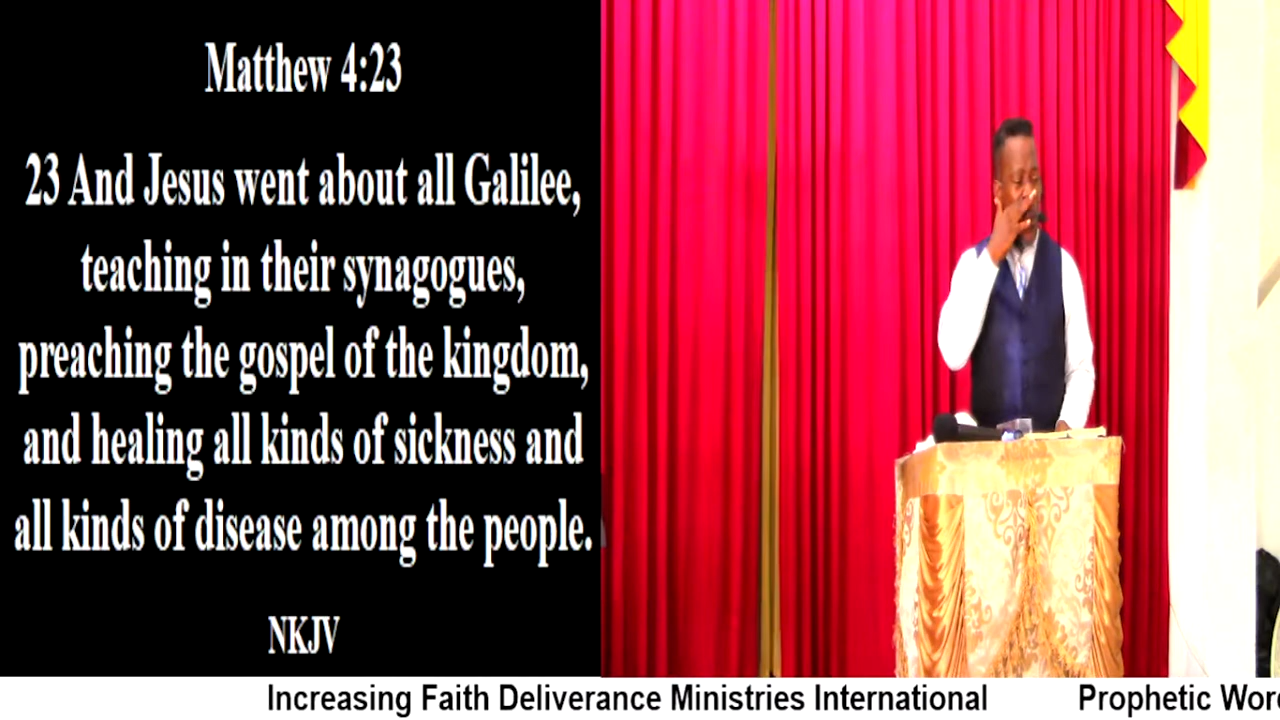 Matthew 4:23
23 And Jesus went about all Galilee,
teaching in their synagogues,
preaching the gospel of the kingdom,
and healing all kinds of sickness and
all kinds of disease among the people.
NKJV
Increasing Faith Deliverance Ministries International Prophetic